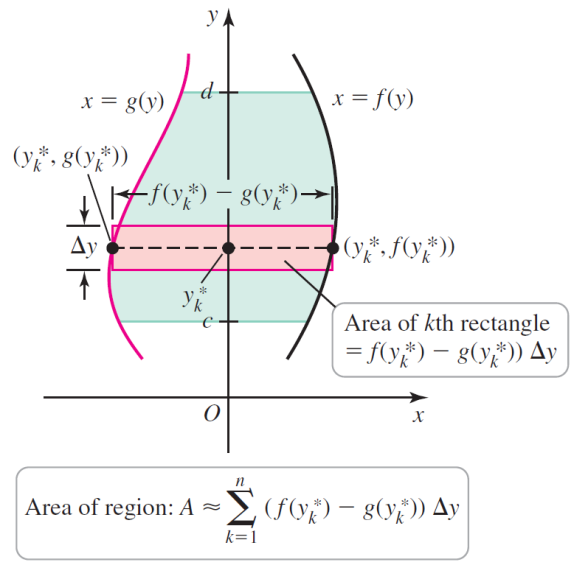 y
d
x = g(y)
x = f(y)
(y_k^*, g(y_k^*))
f(y_k^*) − g(y_k^*)
Δy
(y_k^*, f(y_k^*))
y_k^*
c
Area of kth rectangle
= f(y_k^*) − g(y_k^*)) Δy
O
x
Area of region: A ≈ ∑_{k=1}^{n} (f(y_k^*) − g(y_k^*)) Δy